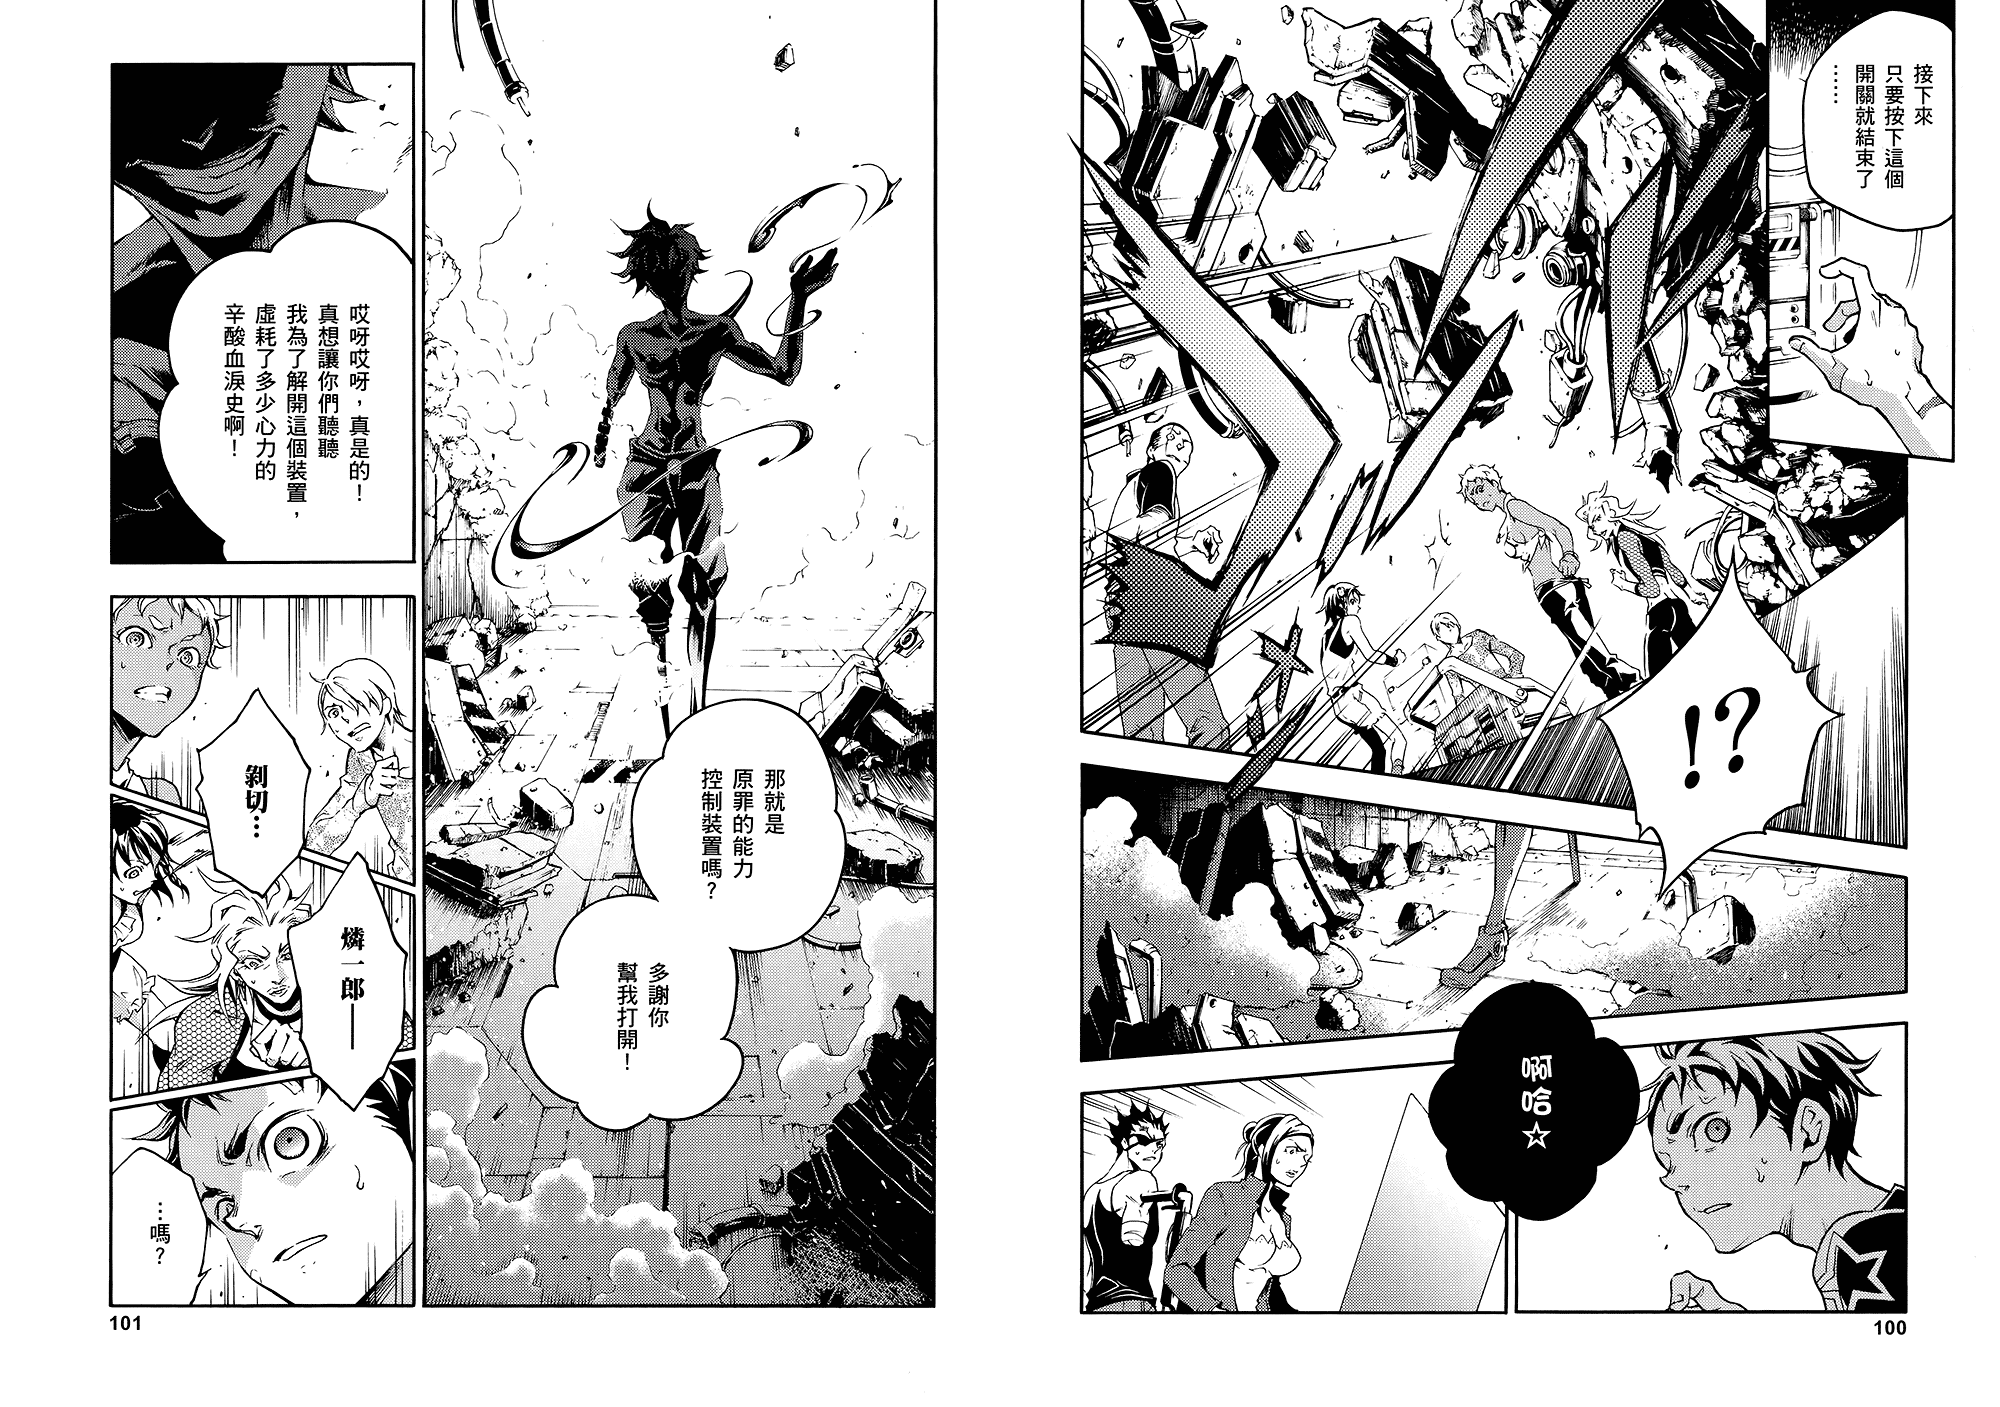 接下來
只要按下這個
開關就結束了
……
!?
啊哈☆
100
那就是
原罪的能力
控制裝置嗎?
多謝你
幫我打開!
哎呀哎呀,真是的!
真想讓你們聽聽
我為了解開這個裝置,
虛耗了多少心力的
辛酸血淚史啊!
剝切…
燐一郎──
…嗎?
101